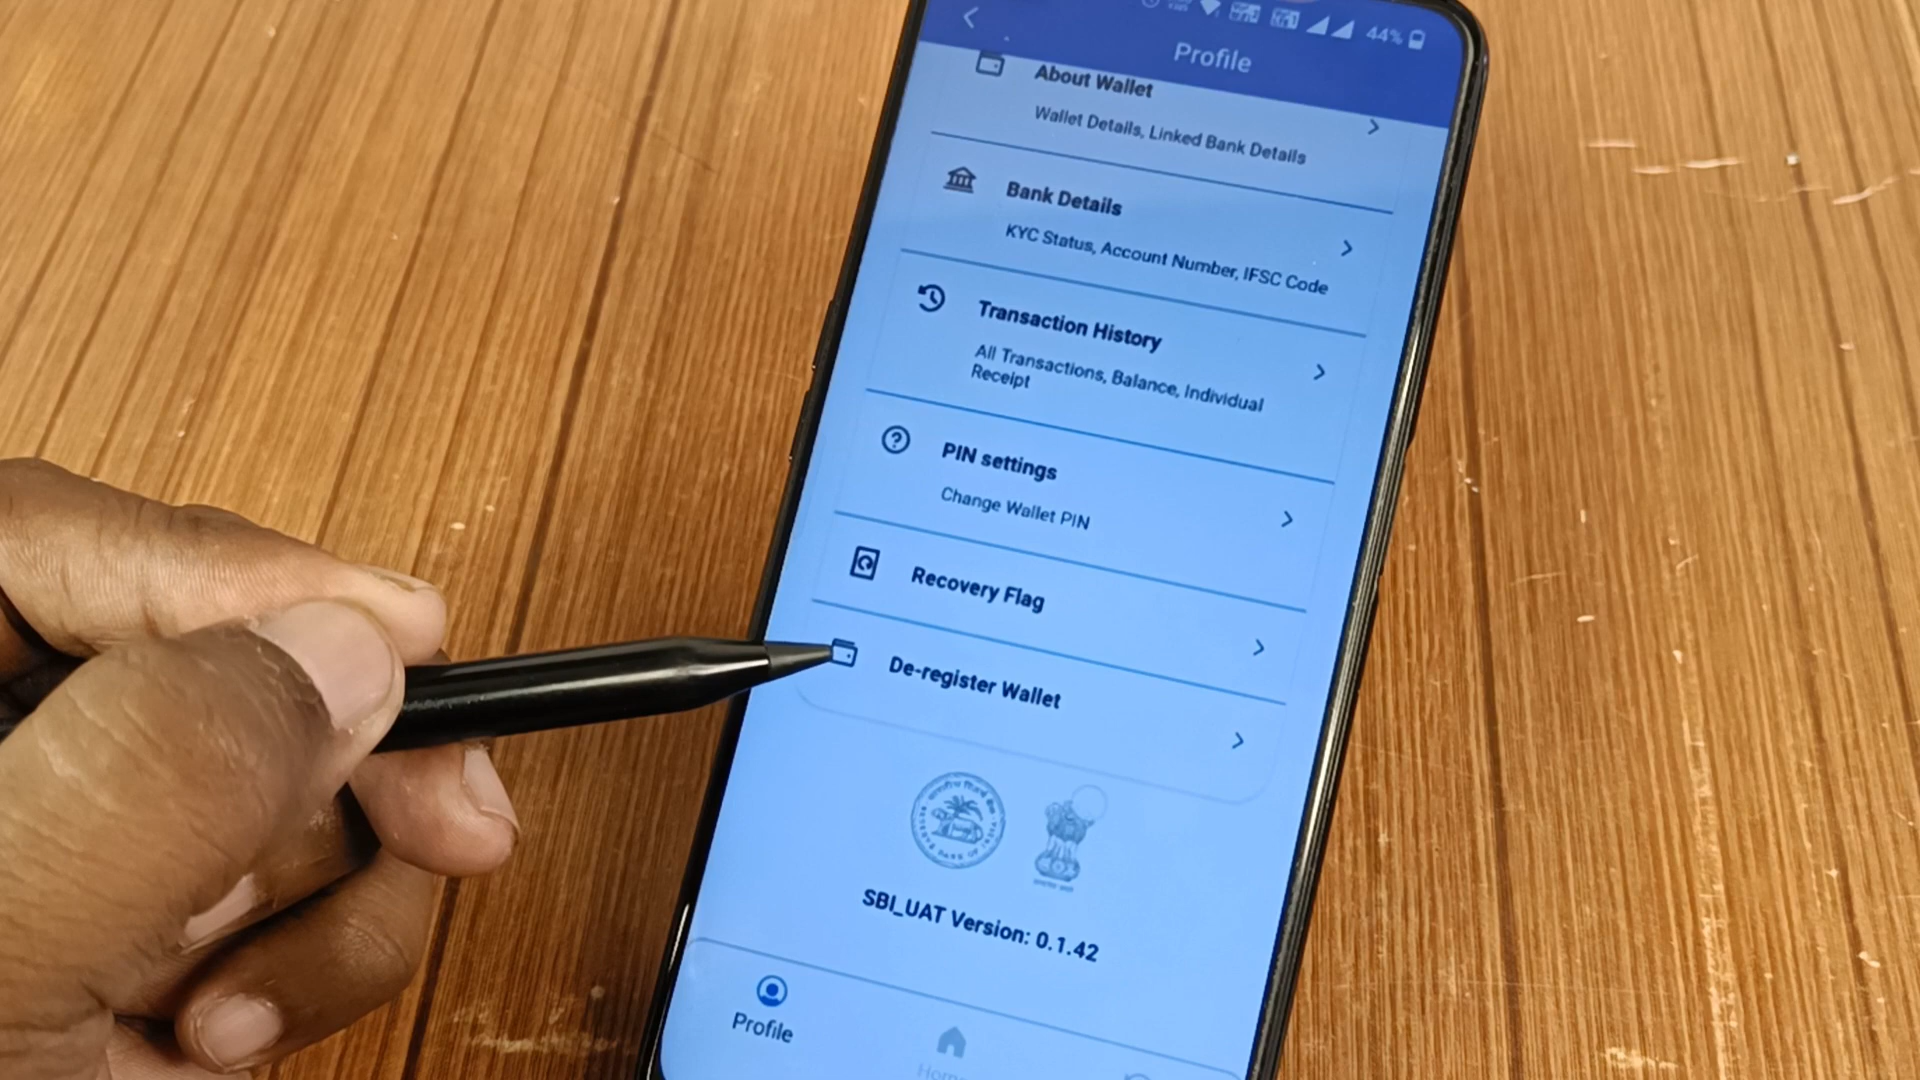 44%
Profile
About Wallet
Wallet Details, Linked Bank Details
Bank Details
KYC Status, Account Number, IFSC Code
Transaction History
All Transactions, Balance, Individual
Receipt
PIN settings
Change Wallet PIN
Recovery Flag
De-register Wallet
SBI_UAT Version: 0.1.42
Profile
Home